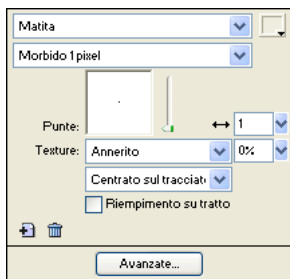 Matita
Morbido 1 pixel
Punte: 1
Texture: Annerito 0%
Centrato sul tracciat
Riempimento su tratto
Avanzate...